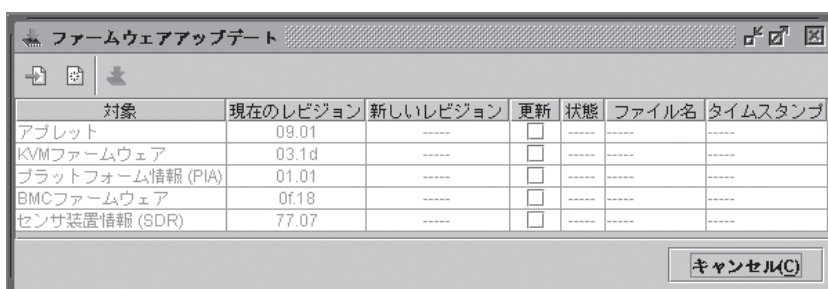 ファームウェアアップデート
対象 現在のレビジョン 新しいレビジョン 更新 状態 ファイル名 タイムスタンプ
アプレット 09.01 ----- ----- ----- -----
KVMファームウェア 03.1d ----- ----- ----- -----
プラットフォーム情報 (PIA) 01.01 ----- ----- ----- -----
BMCファームウェア 0f.18 ----- ----- ----- -----
センサ装置情報 (SDR) 77.07 ----- ----- ----- -----
キャンセル(C)